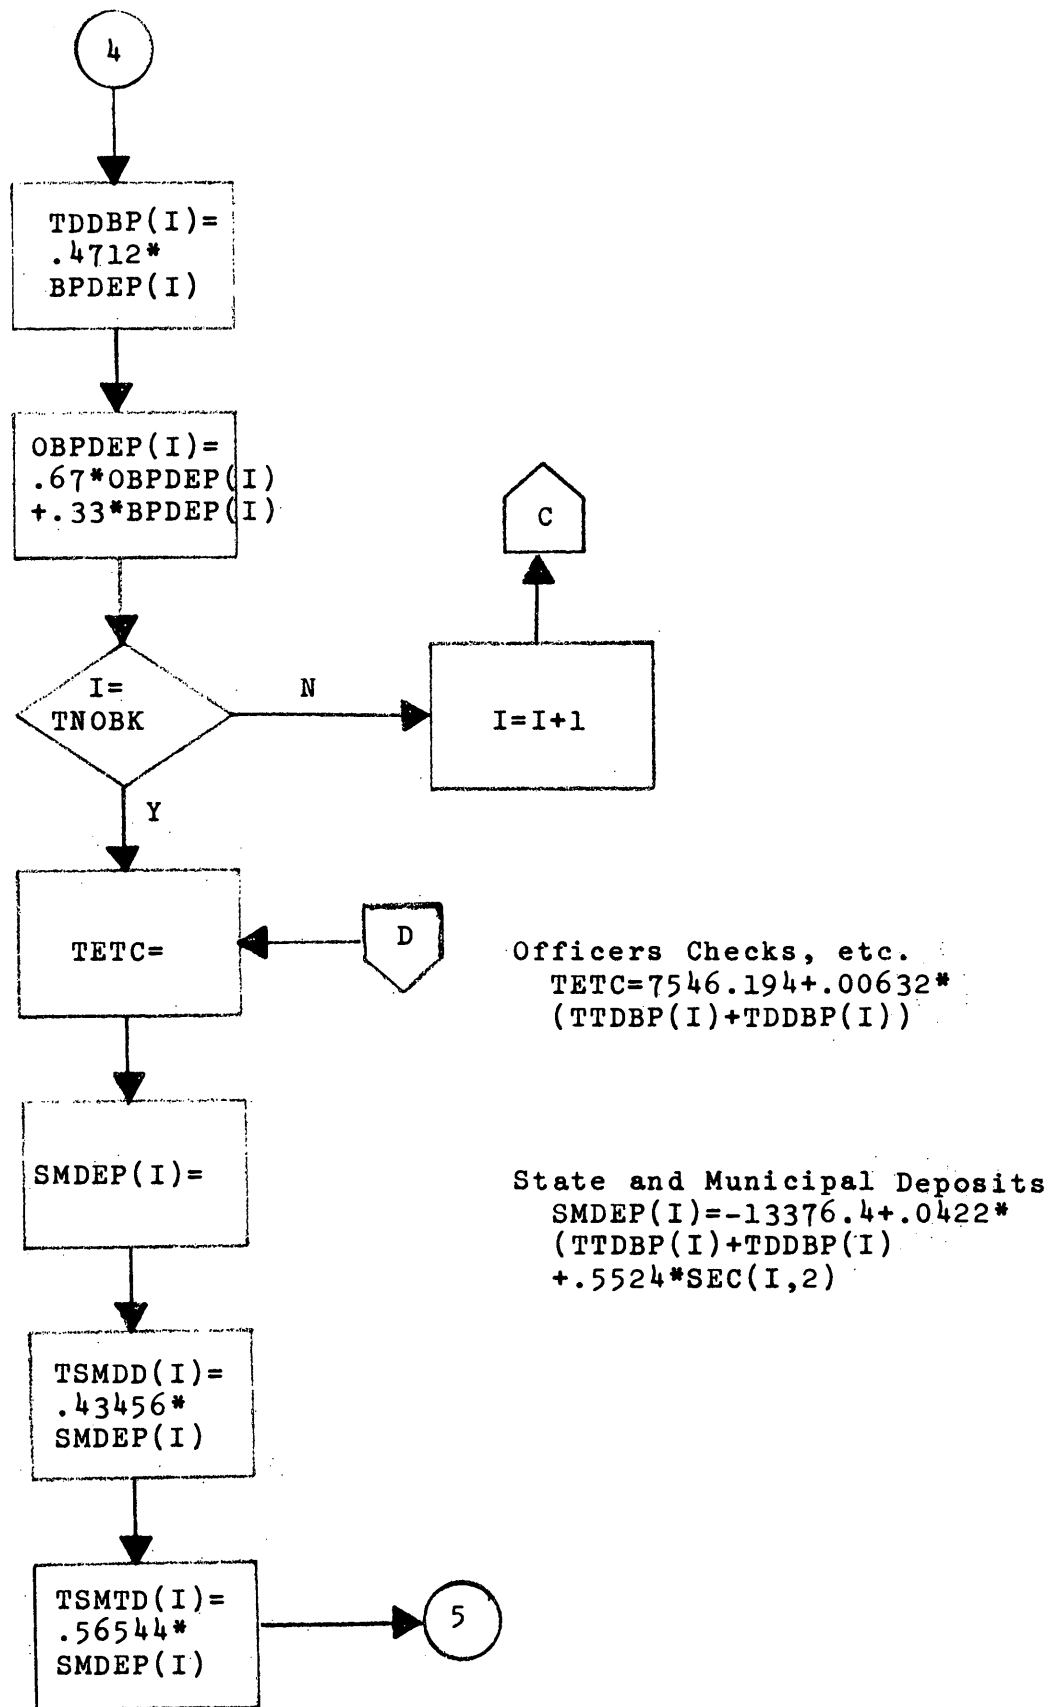 4
TDDBP(I)=
.4712*
BPDEP(I)
OBPDEP(I)=
.67*OBPDEP(I)
+.33*BPDEP(I)
C
I=
TNOBK
N
I=I+1
Y
TETC=
D
Officers Checks, etc.
TETC=7546.194+.00632*
(TTDBP(I)+TDDBP(I))
SMDEP(I)=
State and Municipal Deposits
SMDEP(I)=-13376.4+.0422*
(TTDBP(I)+TDDBP(I)
+.5524*SEC(I,2)
TSMDD(I)=
.43456*
SMDEP(I)
TSMTD(I)=
.56544*
SMDEP(I)
5